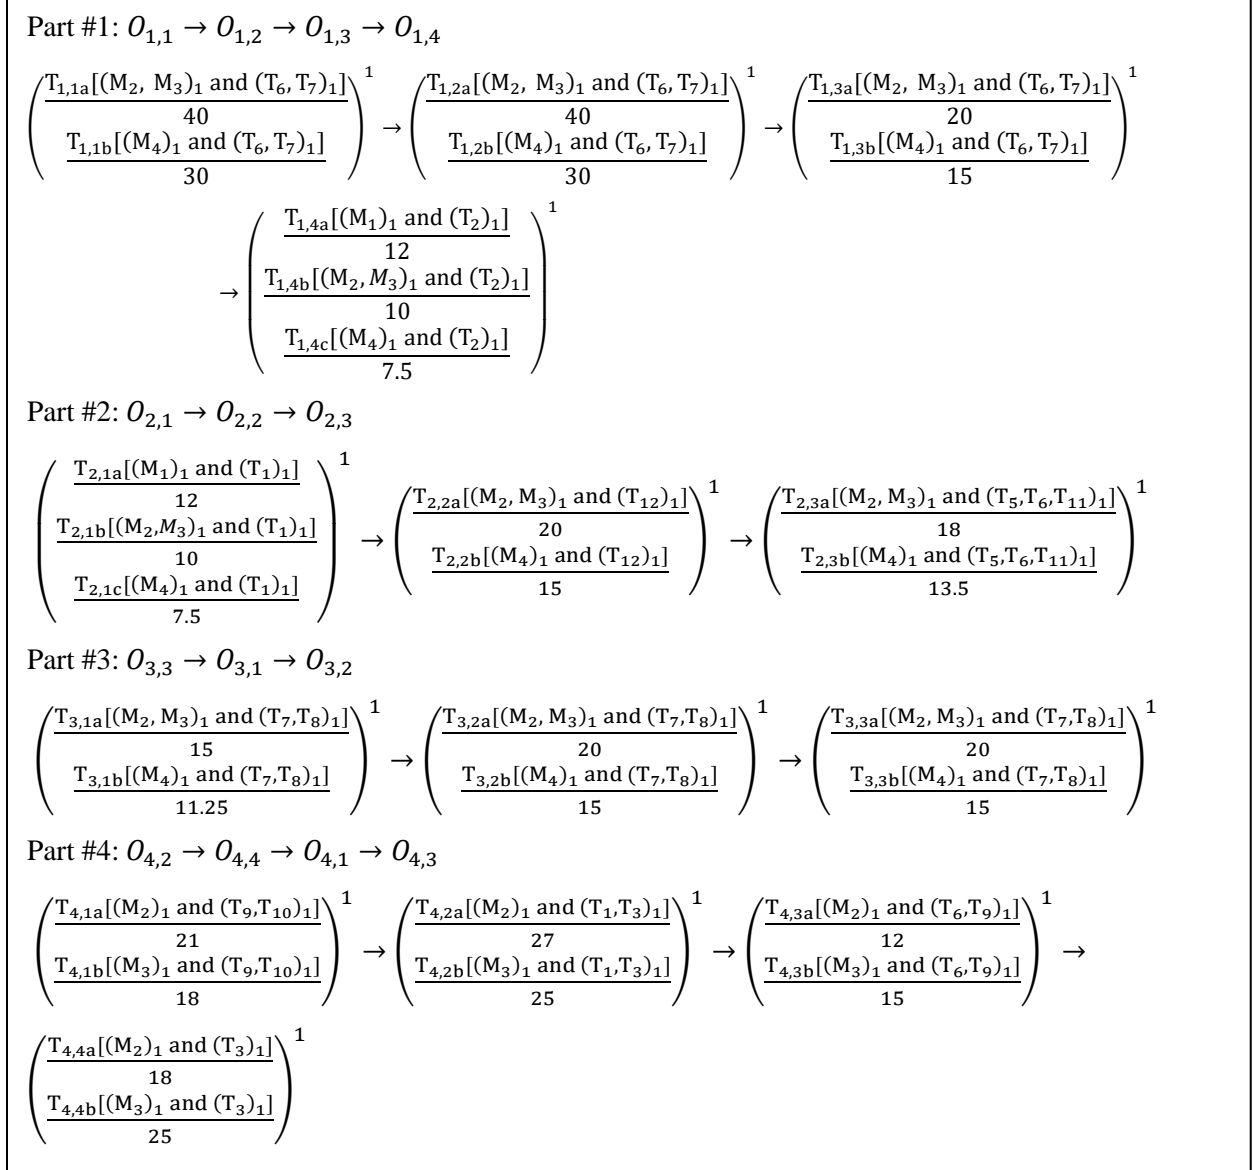 Part #1: O₁,₁ → O₁,₂ → O₁,₃ → O₁,₄
T₁,₁ₐ[(M₂, M₃)₁ and (T₆, T₇)₁] T₁,₂ₐ[(M₂, M₃)₁ and (T₆, T₇)₁] T₁,₃ₐ[(M₂, M₃)₁ and (T₆, T₇)₁]
( 40 )¹ → ( 40 )¹ → ( 20 )¹
T₁,₁b[(M₄)₁ and (T₆, T₇)₁] T₁,₂b[(M₄)₁ and (T₆, T₇)₁] T₁,₃b[(M₄)₁ and (T₆, T₇)₁]
30 30 15
T₁,₄ₐ[(M₁)₁ and (T₂)₁]
12
→ ( T₁,₄b[(M₂, M₃)₁ and (T₂)₁] )¹
10
T₁,₄c[(M₄)₁ and (T₂)₁]
7.5
Part #2: O₂,₁ → O₂,₂ → O₂,₃
T₂,₁ₐ[(M₁)₁ and (T₁)₁]
12 T₂,₂ₐ[(M₂, M₃)₁ and (T₁₂)₁] T₂,₃ₐ[(M₂, M₃)₁ and (T₅,T₆,T₁₁)₁]
( T₂,₁b[(M₂,M₃)₁ and (T₁)₁] )¹ → ( 20 )¹ → ( 18 )¹
10 T₂,₂b[(M₄)₁ and (T₁₂)₁] T₂,₃b[(M₄)₁ and (T₅,T₆,T₁₁)₁]
T₂,₁c[(M₄)₁ and (T₁)₁] 15 13.5
7.5
Part #3: O₃,₃ → O₃,₁ → O₃,₂
T₃,₁ₐ[(M₂, M₃)₁ and (T₇,T₈)₁] T₃,₂ₐ[(M₂, M₃)₁ and (T₇,T₈)₁] T₃,₃ₐ[(M₂, M₃)₁ and (T₇,T₈)₁]
( 15 )¹ → ( 20 )¹ → ( 20 )¹
T₃,₁b[(M₄)₁ and (T₇,T₈)₁] T₃,₂b[(M₄)₁ and (T₇,T₈)₁] T₃,₃b[(M₄)₁ and (T₇,T₈)₁]
11.25 15 15
Part #4: O₄,₂ → O₄,₄ → O₄,₁ → O₄,₃
T₄,₁ₐ[(M₂)₁ and (T₉,T₁₀)₁] T₄,₂ₐ[(M₂)₁ and (T₁,T₃)₁] T₄,₃ₐ[(M₂)₁ and (T₆,T₉)₁]
( 21 )¹ → ( 27 )¹ → ( 12 )¹ →
T₄,₁b[(M₃)₁ and (T₉,T₁₀)₁] T₄,₂b[(M₃)₁ and (T₁,T₃)₁] T₄,₃b[(M₃)₁ and (T₆,T₉)₁]
18 25 15
T₄,₄ₐ[(M₂)₁ and (T₃)₁]
( 18 )¹
T₄,₄b[(M₃)₁ and (T₃)₁]
25